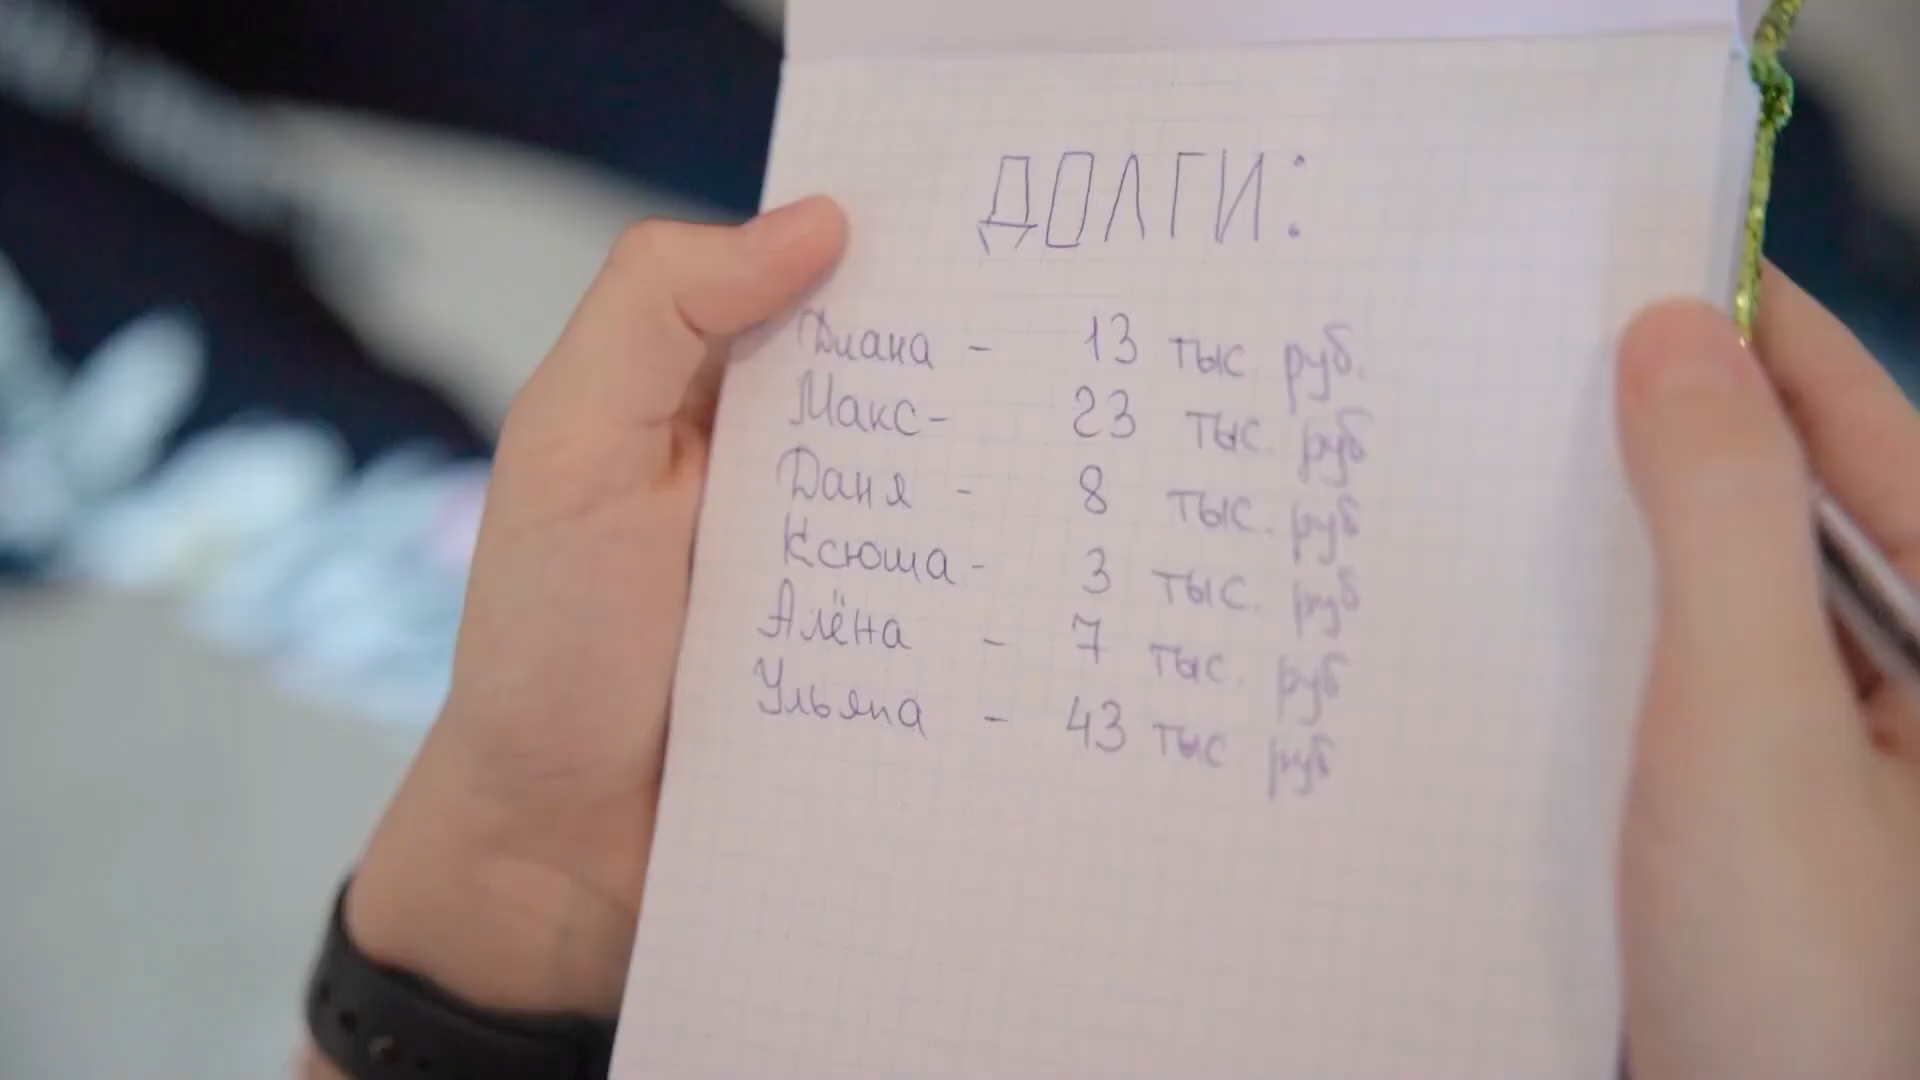 ДОЛГИ:
Диана - 13 тыс руб.
Макс - 23 тыс. руб
Даня - 8 тыс. руб
Ксюша - 3 тыс. руб
Алёна - 7 тыс. руб
Ульяна - 43 тыс руб